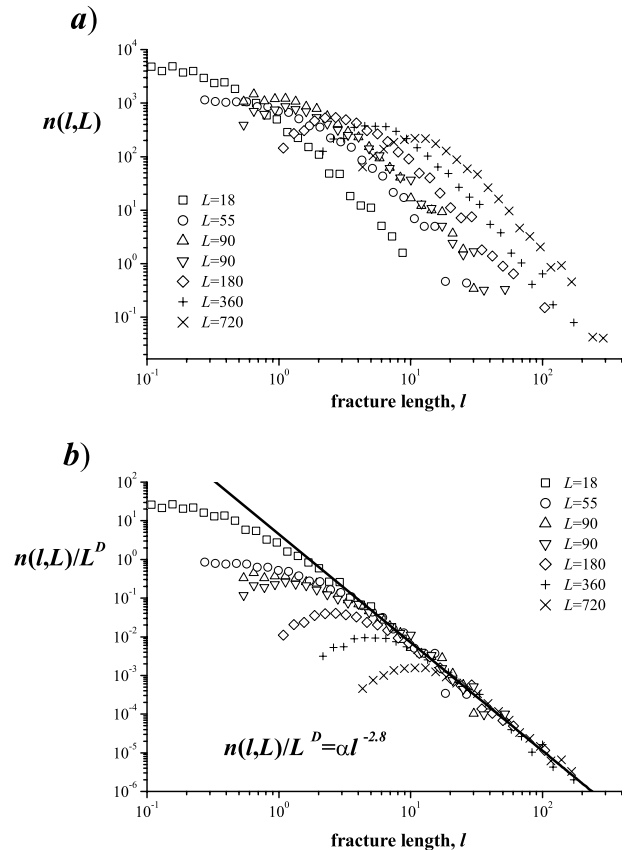 a)
10^4
10^3
10^2
10^1
10^0
10^-1
n(l,L)
L=18
L=55
L=90
L=90
L=180
L=360
L=720
10^-1 10^0 10^1 10^2
fracture length, l
b)
10^2
10^1
10^0
10^-1
10^-2
10^-3
10^-4
10^-5
10^-6
n(l,L)/L^D
L=18
L=55
L=90
L=90
L=180
L=360
L=720
n(l,L)/L^D=αl^-2.8
10^-1 10^0 10^1 10^2
fracture length, l